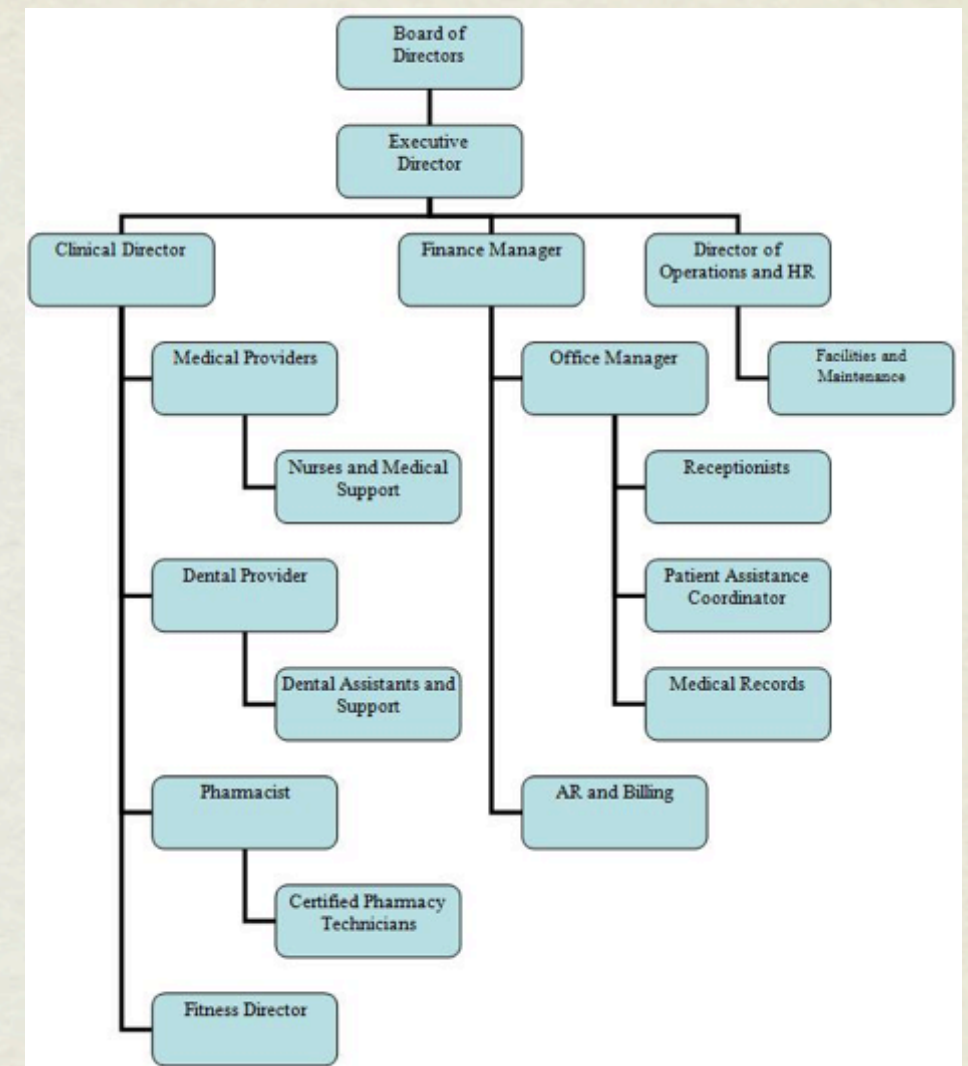 Board of
Directors
Executive
Director
Clinical Director
Finance Manager
Director of
Operations and HR
Medical Providers
Office Manager
Facilities and
Maintenance
Nurses and Medical
Support
Receptionists
Dental Provider
Patient Assistance
Coordinator
Dental Assistants and
Support
Medical Records
Pharmacist
AR and Billing
Certified Pharmacy
Technicians
Fitness Director